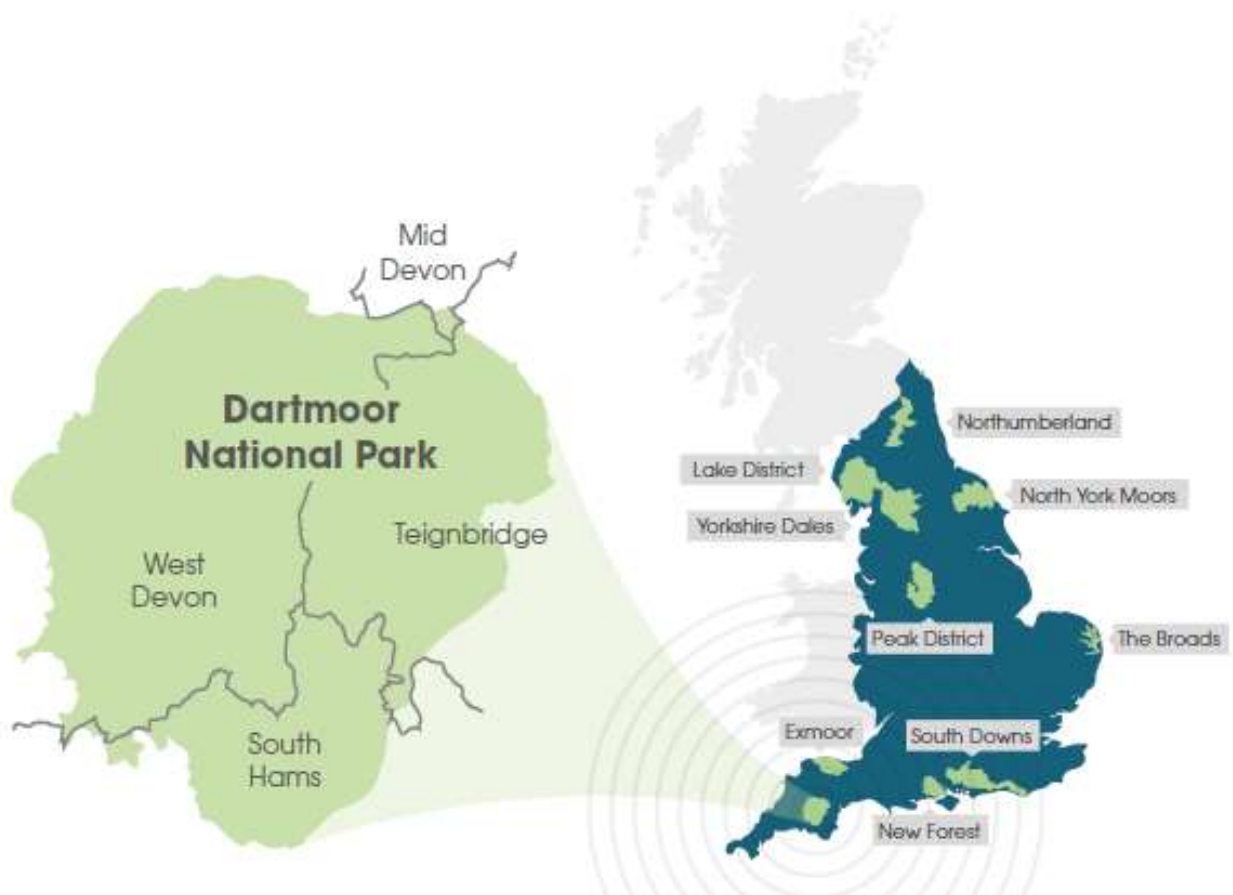 Mid
Devon
Dartmoor
National Park
Teignbridge
West
Devon
South
Hams
Northumberland
Lake District
North York Moors
Yorkshire Dales
Peak District
The Broads
Exmoor
South Downs
New Forest